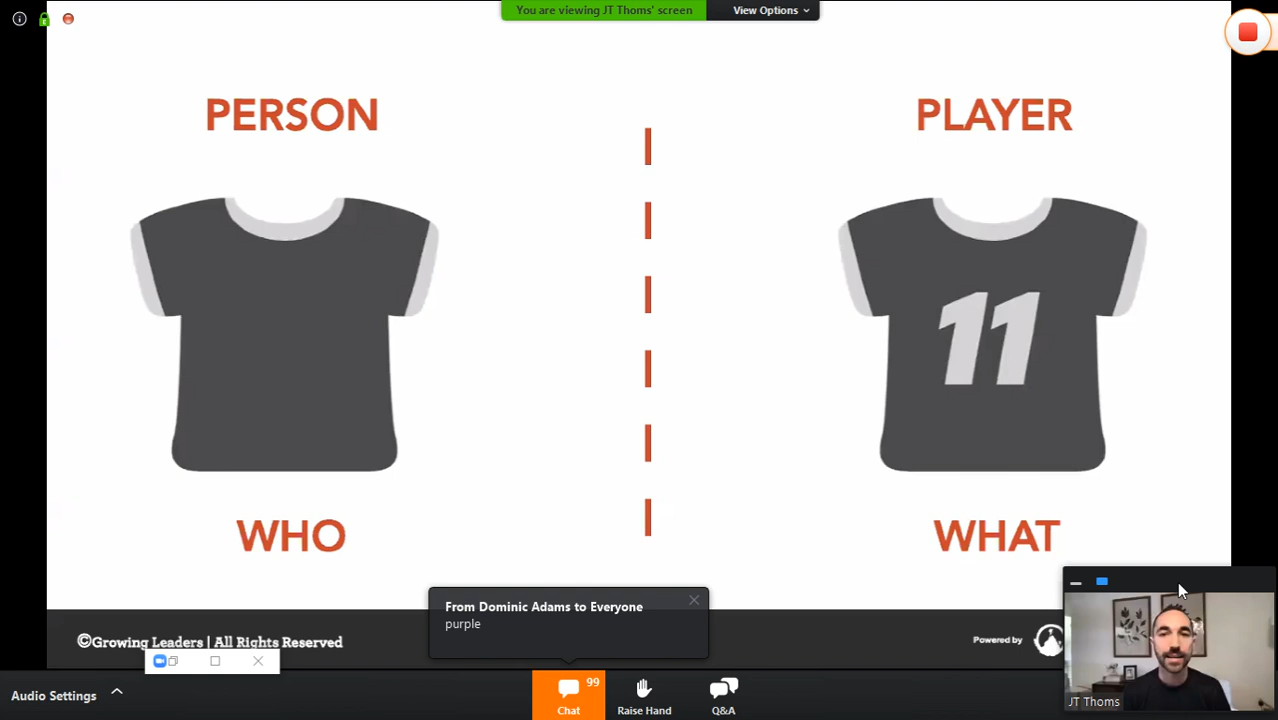 You are viewing JT Thoms' screen
View Options
PERSON
PLAYER
11
WHO
WHAT
From Dominic Adams to Everyone
purple
©Growing Leaders | All Rights Reserved
Powered by
JT Thoms
Audio Settings
99
Chat
Raise Hand
Q&A